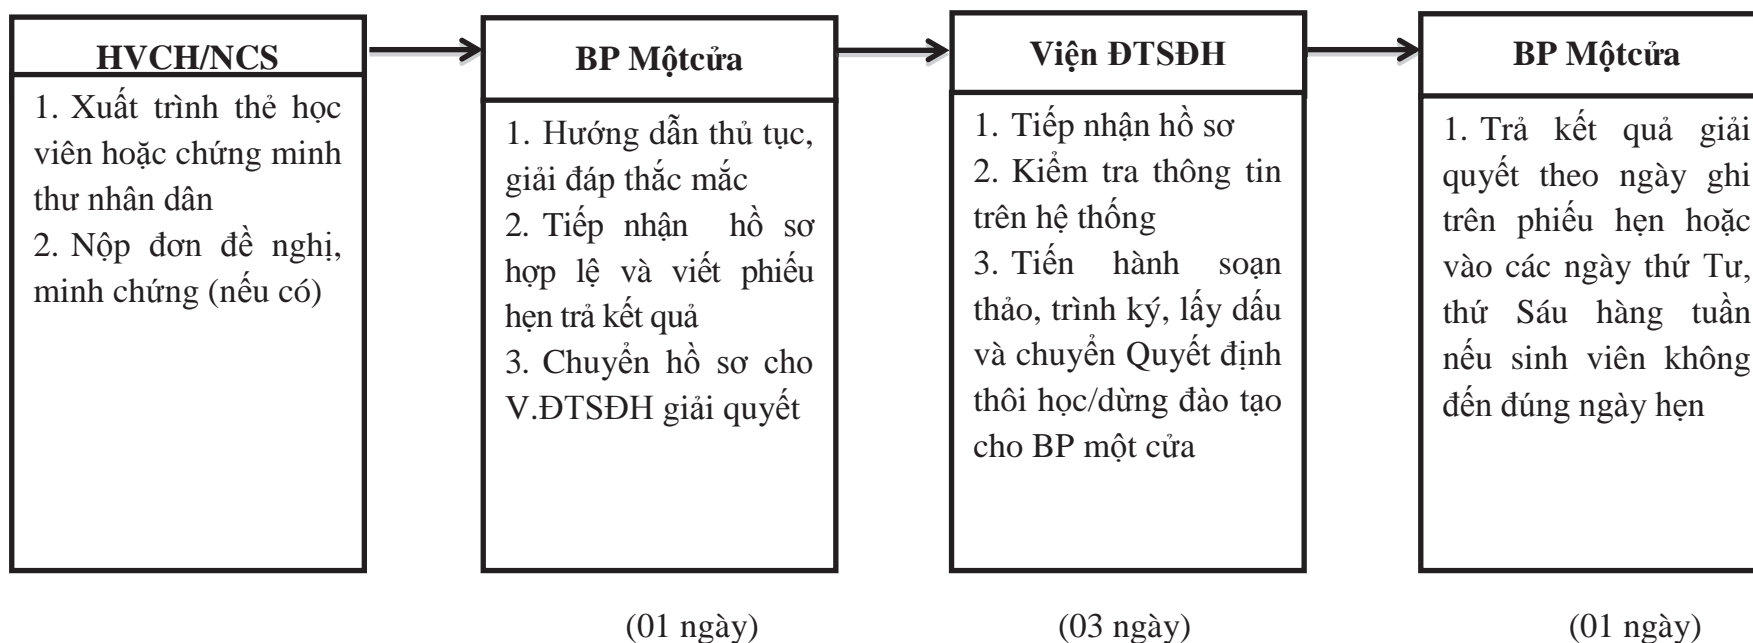 HVCH/NCS
1. Xuất trình thẻ học
viên hoặc chứng minh
thư nhân dân
2. Nộp đơn đề nghị,
minh chứng (nếu có)
BP Mộtcửa
1. Hướng dẫn thủ tục,
giải đáp thắc mắc
2. Tiếp nhận hồ sơ
hợp lệ và viết phiếu
hẹn trả kết quả
3. Chuyển hồ sơ cho
V.ĐTSĐH giải quyết
(01 ngày)
Viện ĐTSĐH
1. Tiếp nhận hồ sơ
2. Kiểm tra thông tin
trên hệ thống
3. Tiến hành soạn
thảo, trình ký, lấy dấu
và chuyển Quyết định
thôi học/dừng đào tạo
cho BP một cửa
(03 ngày)
BP Mộtcửa
1. Trả kết quả giải
quyết theo ngày ghi
trên phiếu hẹn hoặc
vào các ngày thứ Tư,
thứ Sáu hàng tuần
nếu sinh viên không
đến đúng ngày hẹn
(01 ngày)